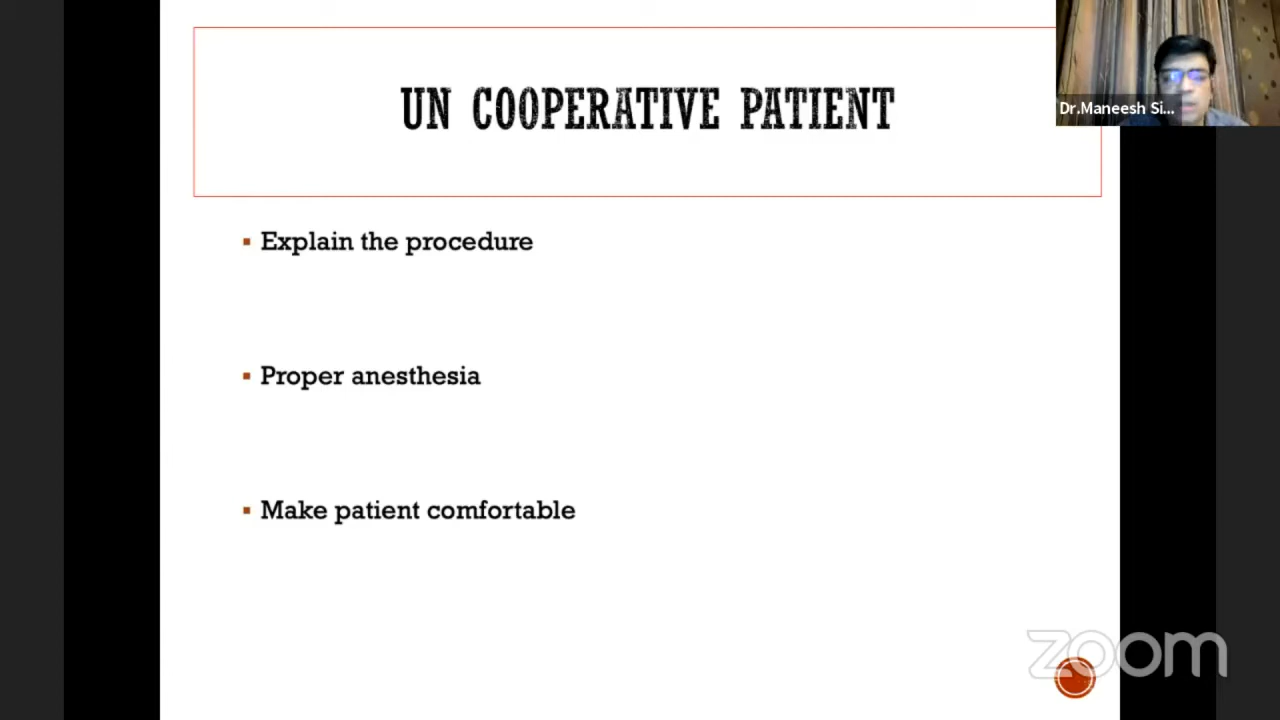 UN COOPERATIVE PATIENT
Dr.Maneesh Si...
Explain the procedure
Proper anesthesia
Make patient comfortable
zoom